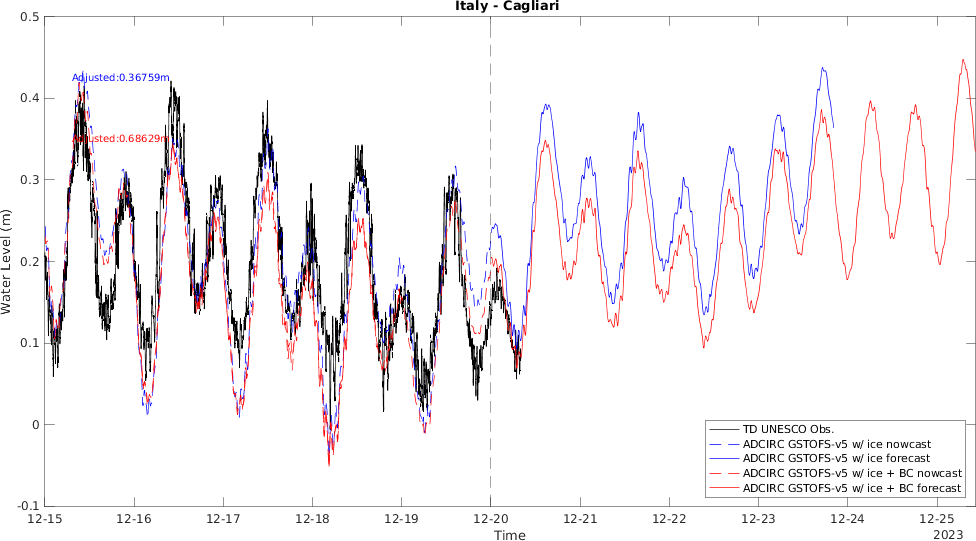 Italy - Cagliari
0.5
0.4
0.3
0.2
0.1
0
-0.1
Water Level (m)
Adjusted:0.36759m
Adjusted:0.68629m
TD UNESCO Obs.
ADCIRC GSTOFS-v5 w/ ice nowcast
ADCIRC GSTOFS-v5 w/ ice forecast
ADCIRC GSTOFS-v5 w/ ice + BC nowcast
ADCIRC GSTOFS-v5 w/ ice + BC forecast
12-15 12-16 12-17 12-18 12-19 12-20 12-21 12-22 12-23 12-24 12-25
Time
2023